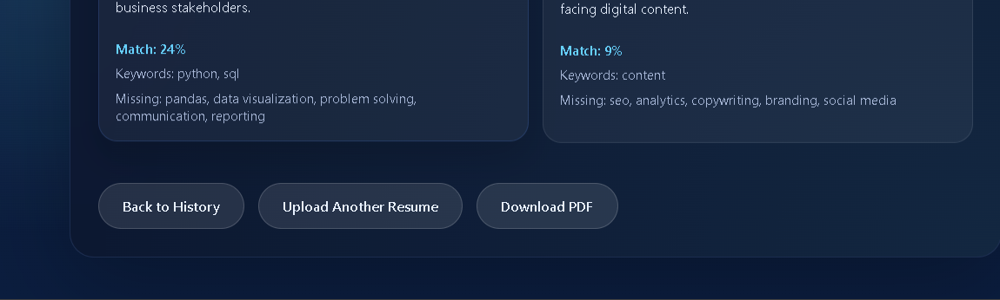 business stakeholders.
Match: 24%
Keywords: python, sql
Missing: pandas, data visualization, problem solving,
communication, reporting
facing digital content.
Match: 9%
Keywords: content
Missing: seo, analytics, copywriting, branding, social media
Back to History
Upload Another Resume
Download PDF